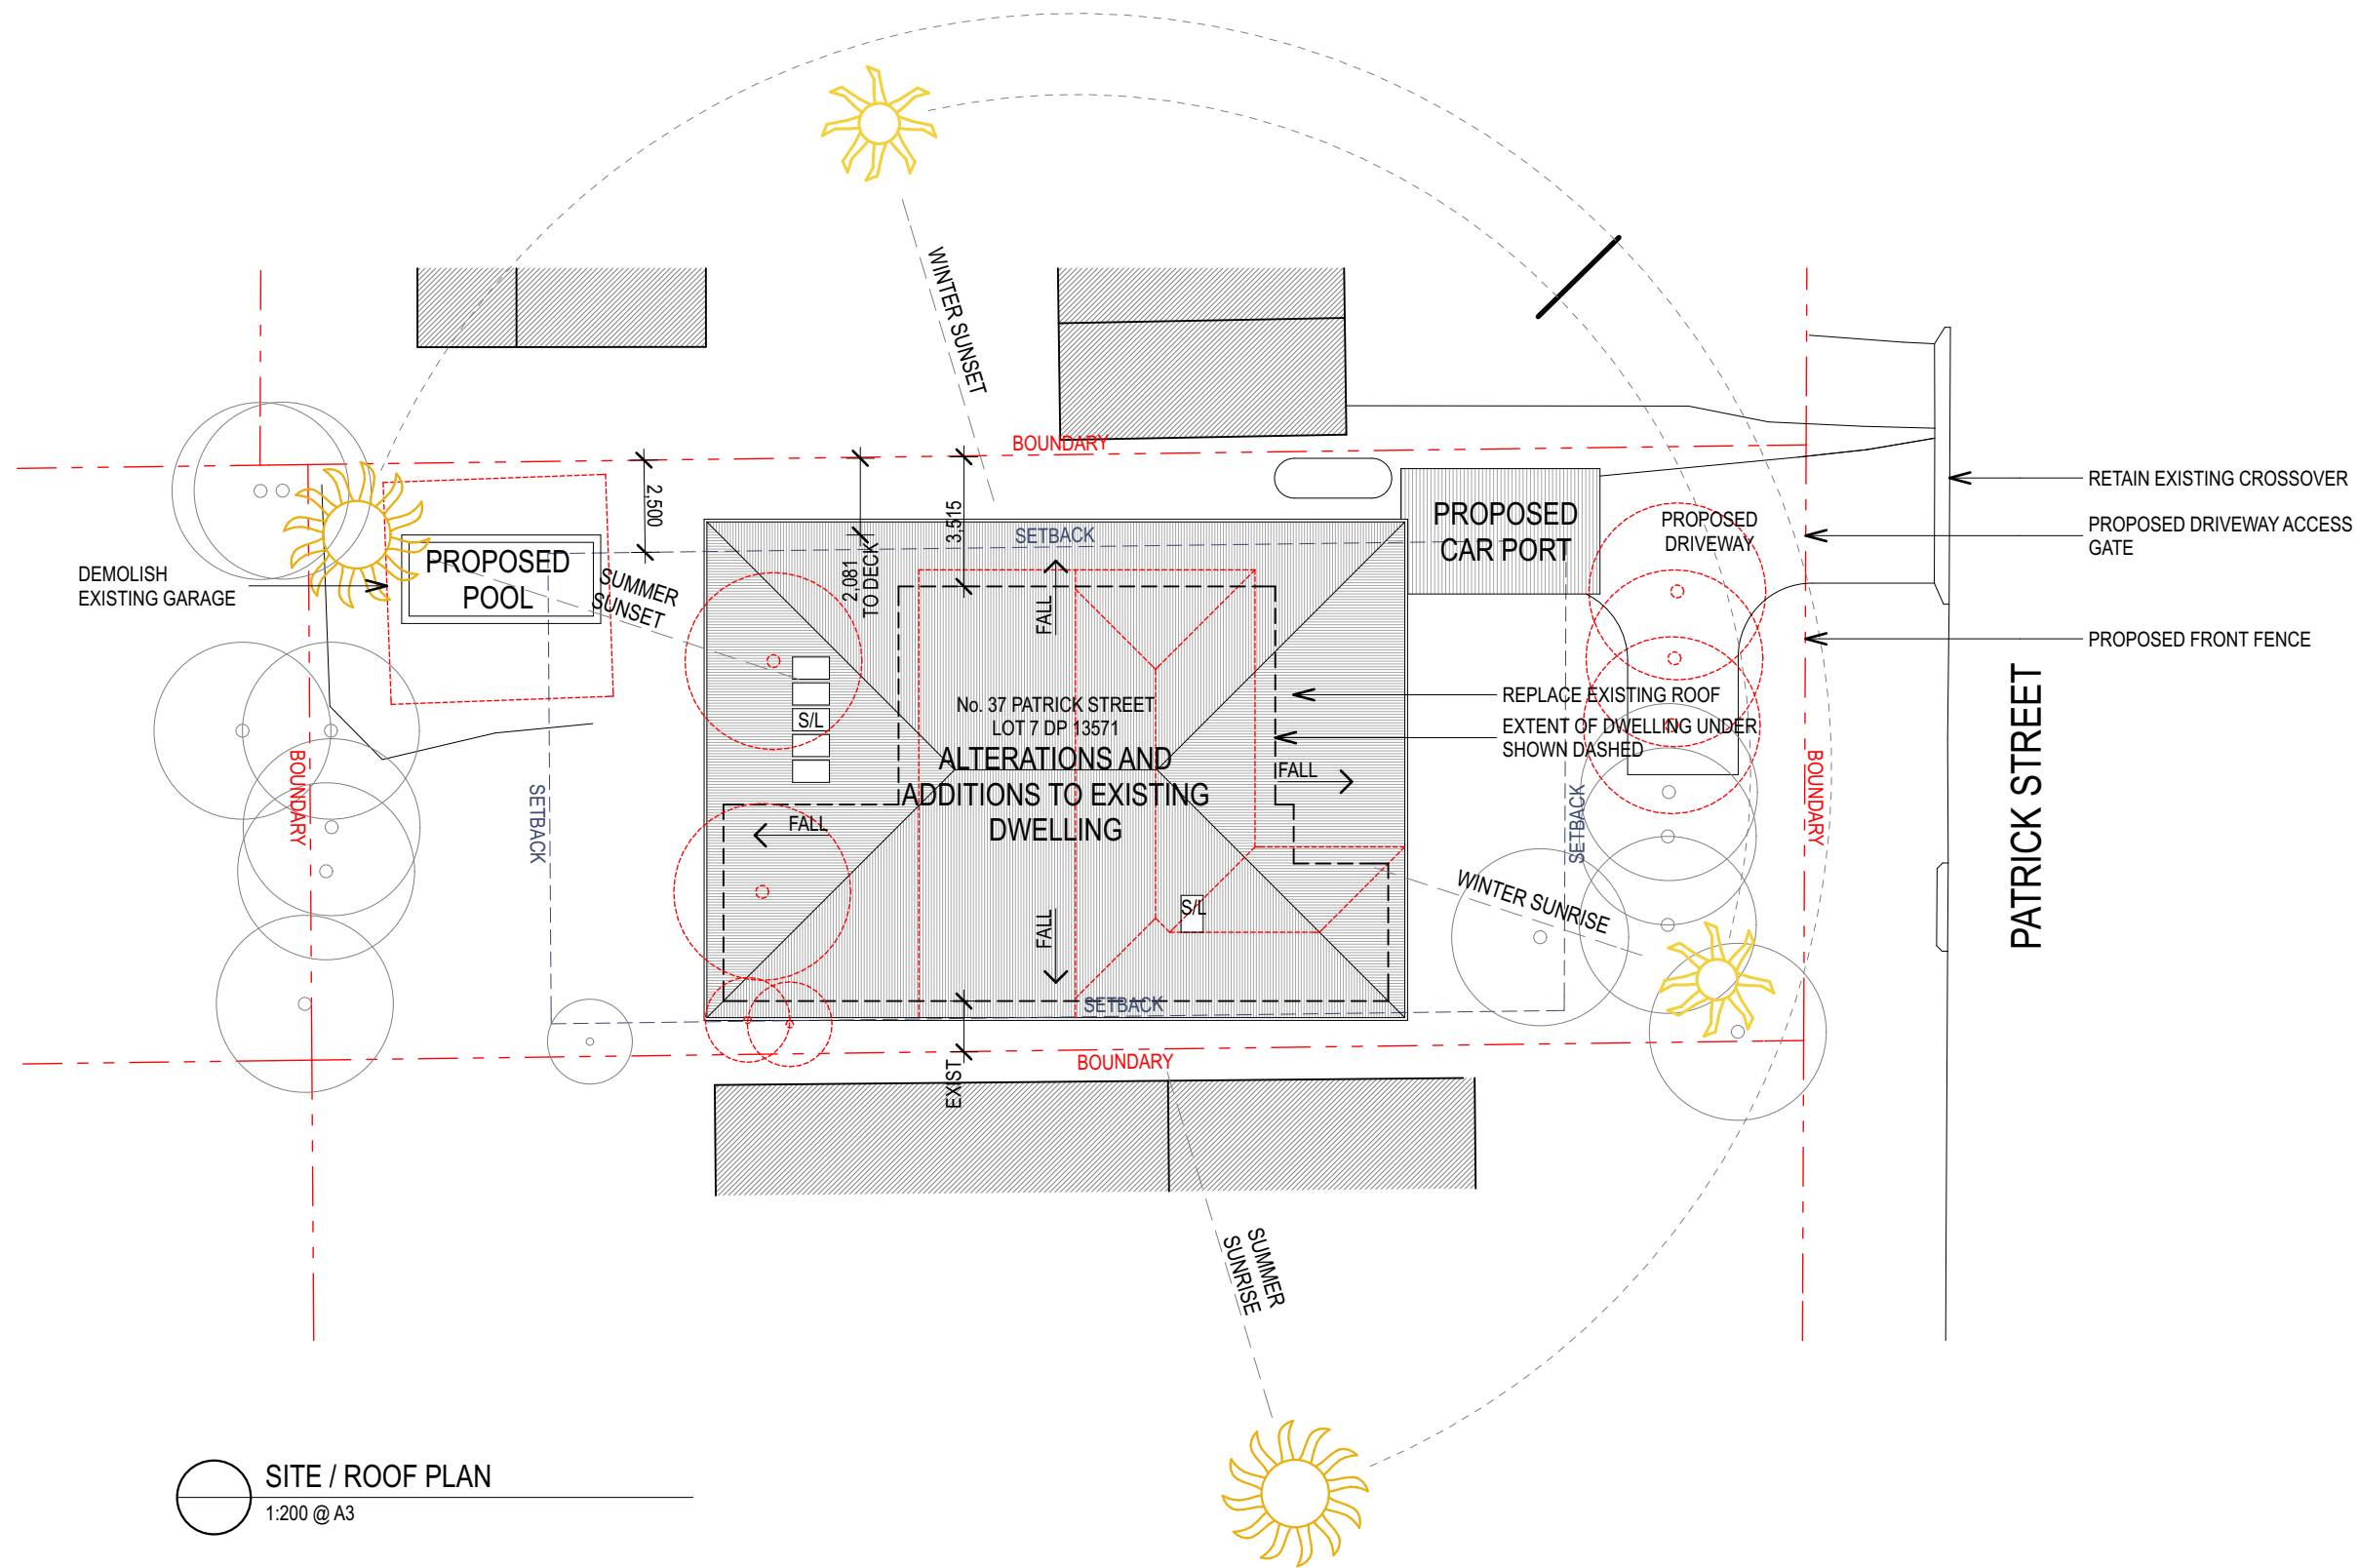 WINTER SUNSET
BOUNDARY
RETAIN EXISTING CROSSOVER
PROPOSED DRIVEWAY ACCESS
GATE
PROPOSED FRONT FENCE
PATRICK STREET
DEMOLISH
EXISTING GARAGE
PROPOSED
POOL
2,500
SUMMER
SUNSET
2,081
TO DECK
3,515
SETBACK
PROPOSED
CAR PORT
PROPOSED
DRIVEWAY
FALL
S/L
No. 37 PATRICK STREET
LOT 7 DP 13571
ALTERATIONS AND
ADDITIONS TO EXISTING
DWELLING
REPLACE EXISTING ROOF
EXTENT OF DWELLING UNDER
SHOWN DASHED
FALL
FALL
BOUNDARY
SETBACK
SETBACK
BOUNDARY
WINTER SUNRISE
S/L
FALL
SETBACK
BOUNDARY
EXIST
SUMMER
SUNRISE
SITE / ROOF PLAN
1:200 @ A3